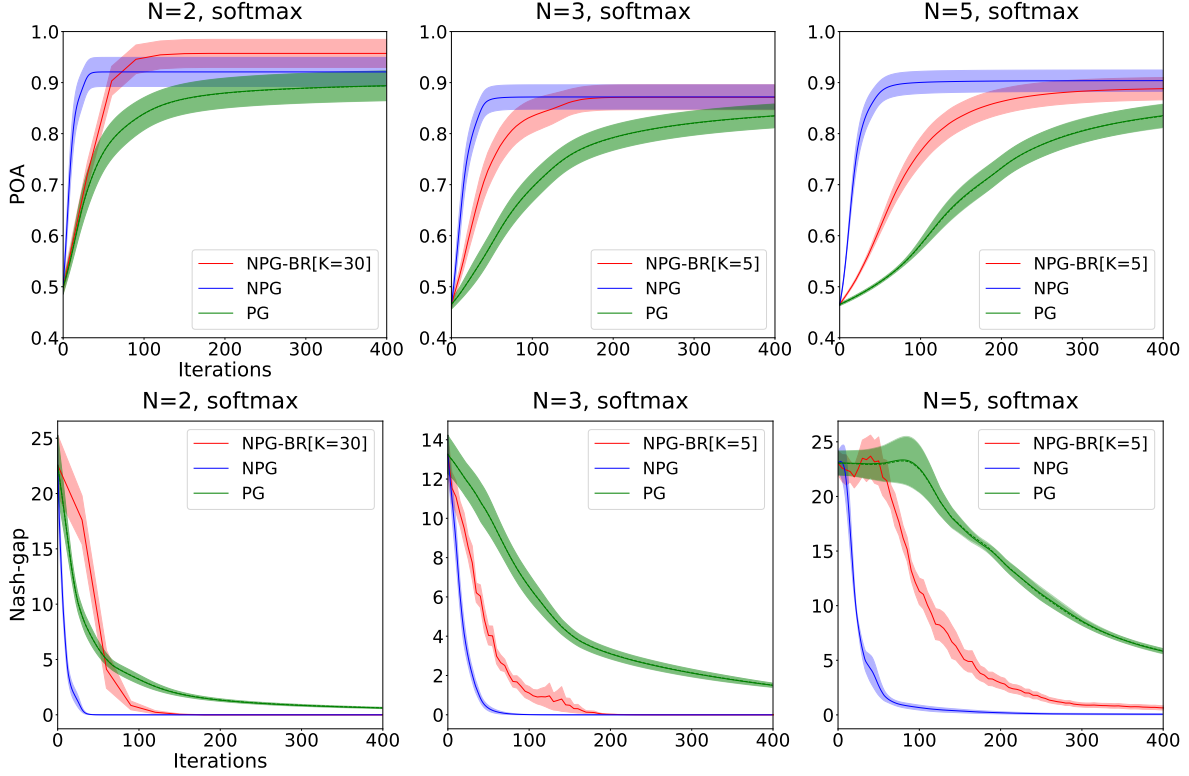 N=2, softmax
N=3, softmax
N=5, softmax
1.0
0.9
0.8
0.7
0.6
0.5
0.4
POA
0
100
200
300
400
Iterations
NPG-BR[K=30]
NPG
PG
1.0
0.9
0.8
0.7
0.6
0.5
0.4
0
100
200
300
400
NPG-BR[K=5]
NPG
PG
1.0
0.9
0.8
0.7
0.6
0.5
0.4
0
100
200
300
400
NPG-BR[K=5]
NPG
PG
N=2, softmax
N=3, softmax
N=5, softmax
25
20
15
10
5
0
Nash-gap
0
100
200
300
400
Iterations
NPG-BR[K=30]
NPG
PG
14
12
10
8
6
4
2
0
0
100
200
300
400
NPG-BR[K=5]
NPG
PG
25
20
15
10
5
0
0
100
200
300
400
NPG-BR[K=5]
NPG
PG